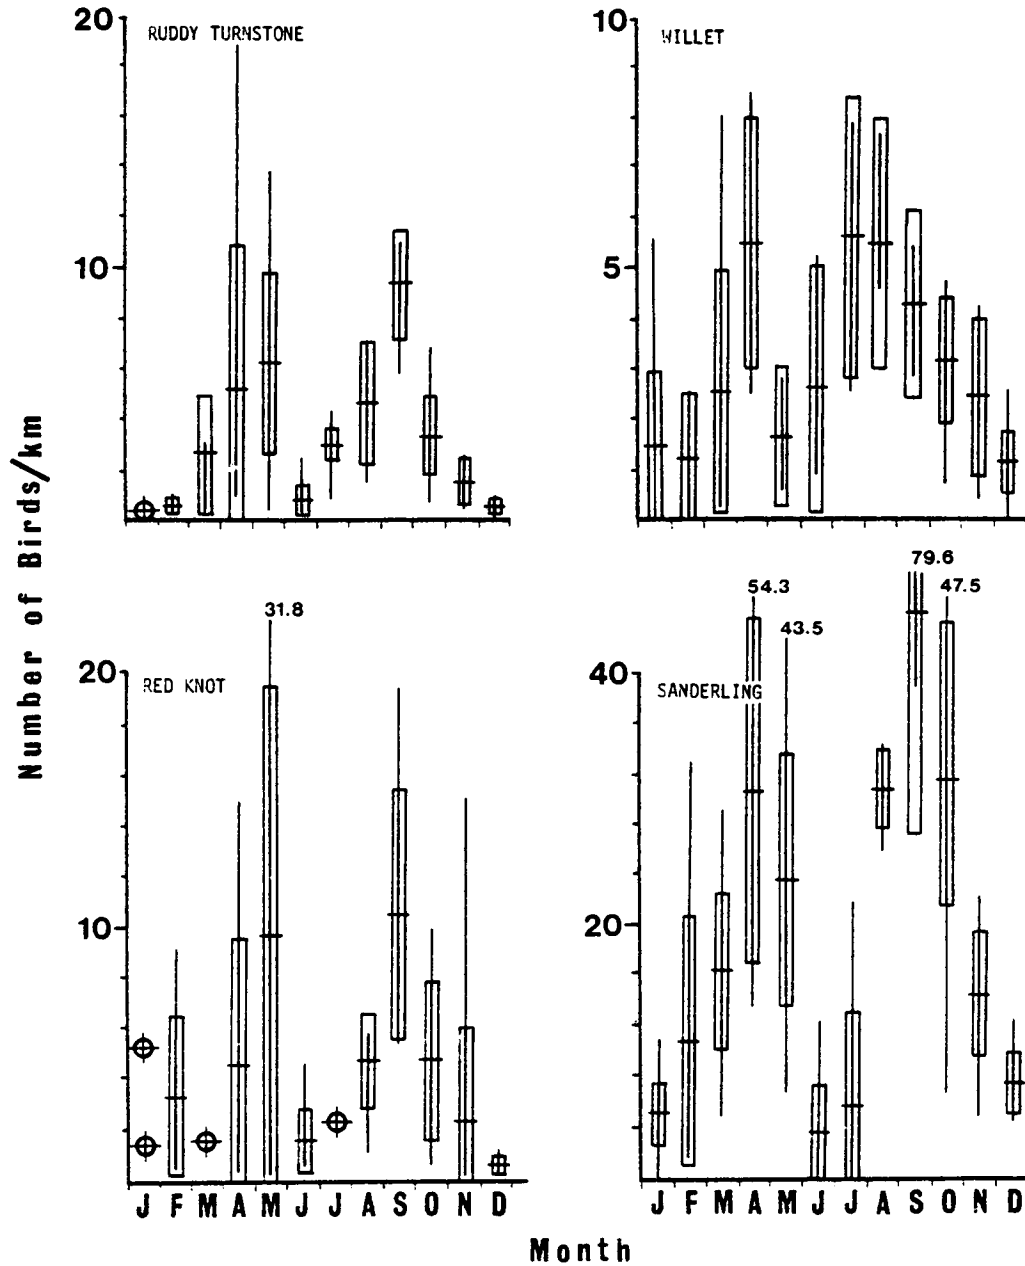 20
RUDDY TURNSTONE
10
10
WILLET
5
Number of Birds/km
31.8
20
RED KNOT
10
J F M A M J J A S O N D
79.6
54.3
47.5
43.5
40
SANDERLING
20
J F M A M J J A S O N D
Month